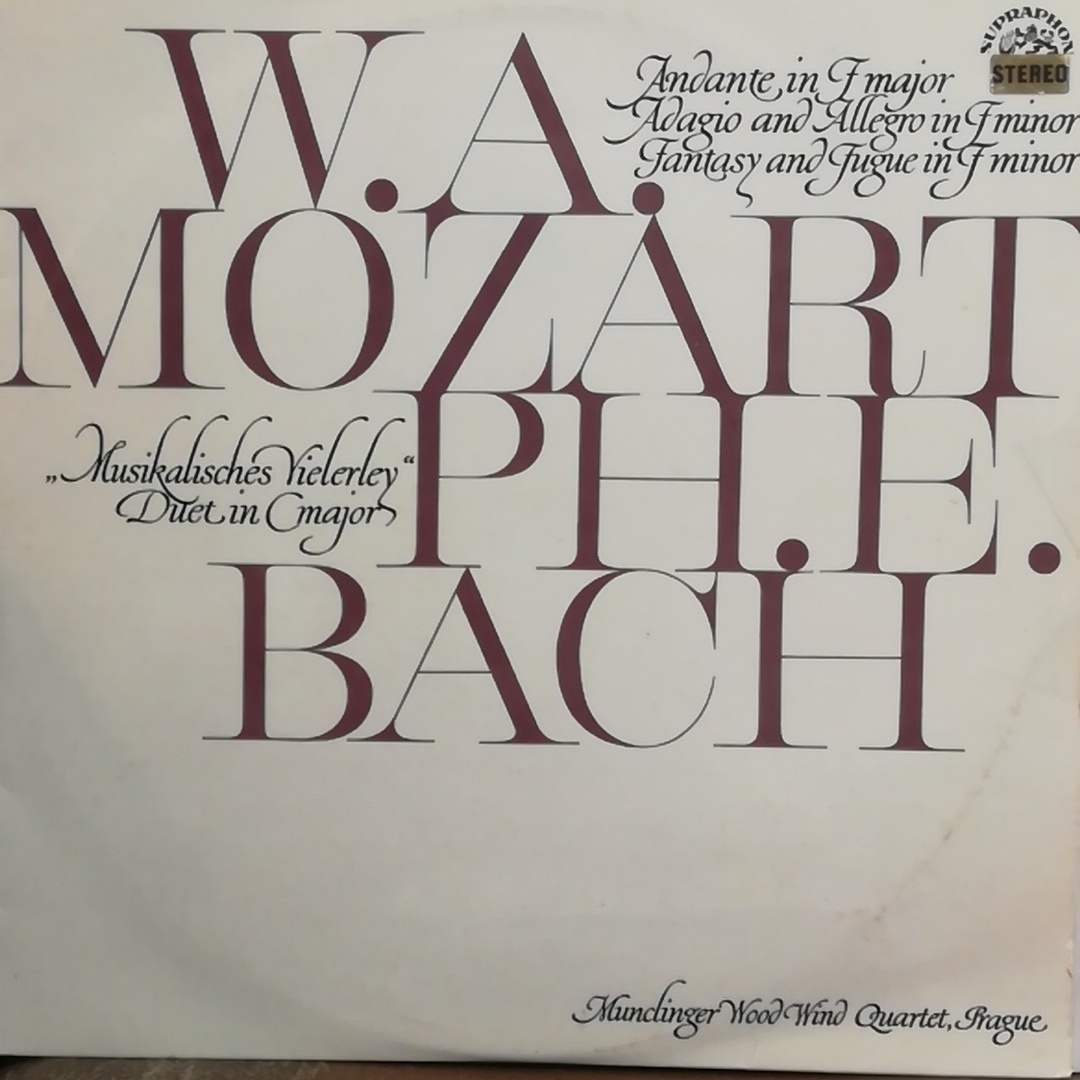 SUPRAPHON
STEREO
W. A.
Andante in F major
Adagio and Allegro in F minor
Fantasy and Fugue in F minor
MOZART
PH. E.
„Musikalisches Vielerley“
Duet in C major
BACH
Munclinger Wood Wind Quartet, Prague